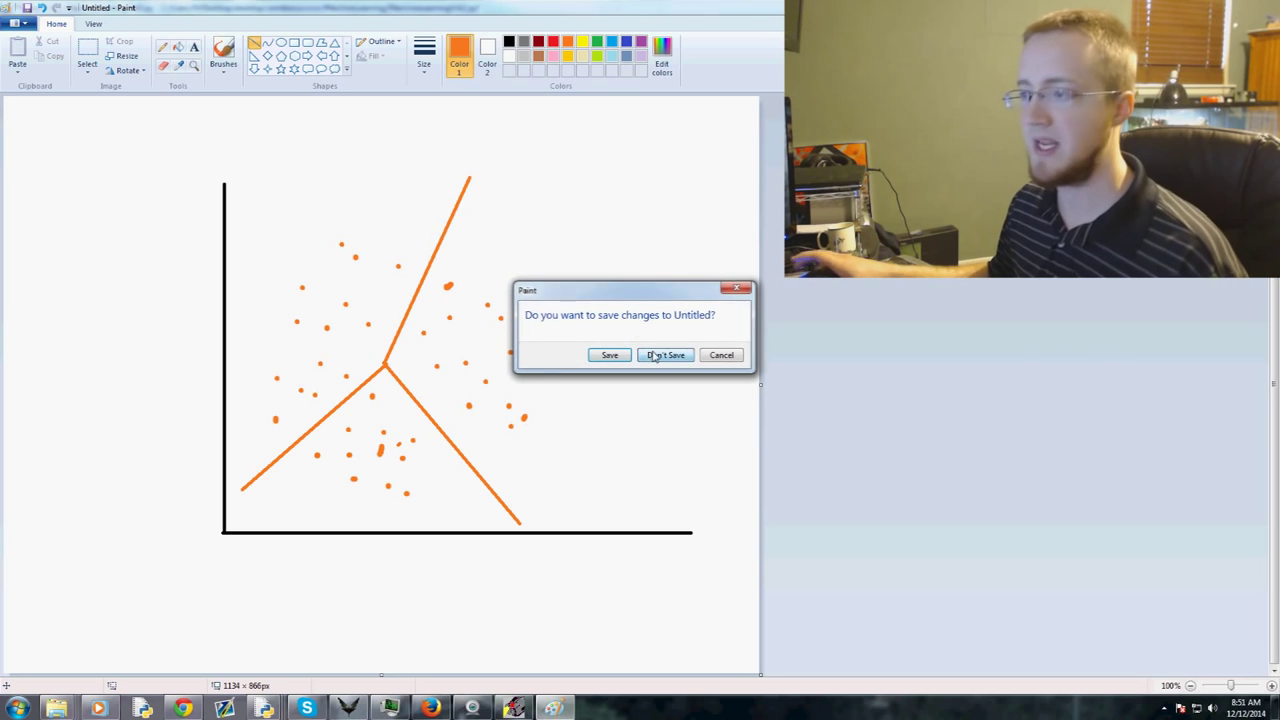 Untitled - Paint
Home View
Paste
Cut
Copy
Clipboard
Select
Crop
Resize
Rotate
Image
A
Tools
Brushes
Shapes
Outline
Fill
Size
Color 1
Color 2
Edit colors
Colors
Paint
Do you want to save changes to Untitled?
Save Don't Save Cancel
1134 × 866px
100%
S
8:51 AM
12/12/2014